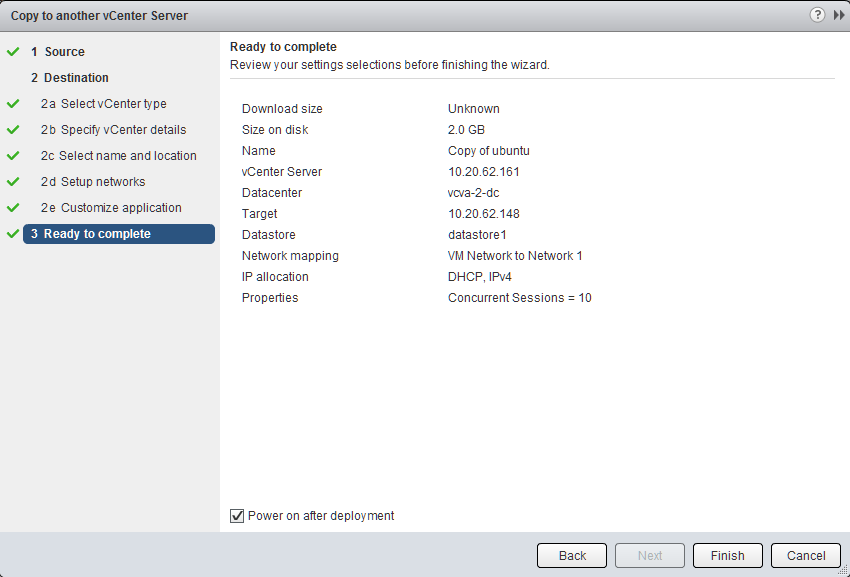 Copy to another vCenter Server
?
1 Source
2 Destination
2a Select vCenter type
2b Specify vCenter details
2c Select name and location
2d Setup networks
2e Customize application
3 Ready to complete
Ready to complete
Review your settings selections before finishing the wizard.
Download size Unknown
Size on disk 2.0 GB
Name Copy of ubuntu
vCenter Server 10.20.62.161
Datacenter vcva-2-dc
Target 10.20.62.148
Datastore datastore1
Network mapping VM Network to Network 1
IP allocation DHCP, IPv4
Properties Concurrent Sessions = 10
Power on after deployment
Back Next Finish Cancel